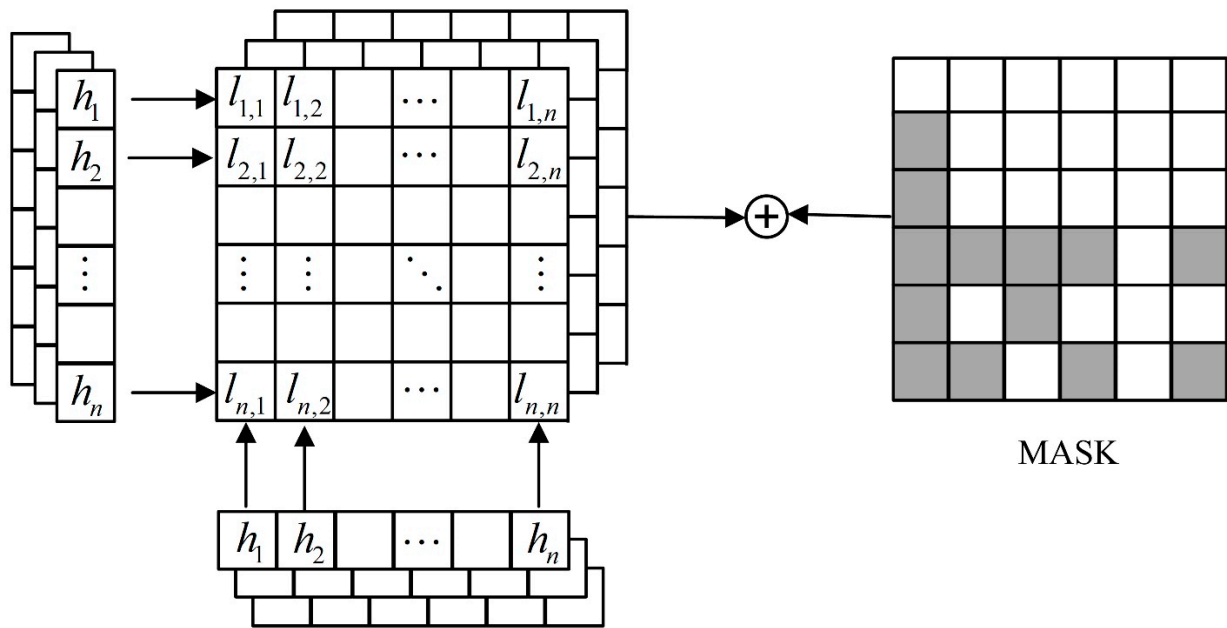 h₁ l₁,₁ l₁,₂ ⋯ l₁,ₙ
h₂ l₂,₁ l₂,₂ ⋯ l₂,ₙ
⋮ ⋮ ⋮ ⋱ ⋮
hₙ lₙ,₁ lₙ,₂ ⋯ lₙ,ₙ
+
MASK
h₁ h₂ ⋯ hₙ